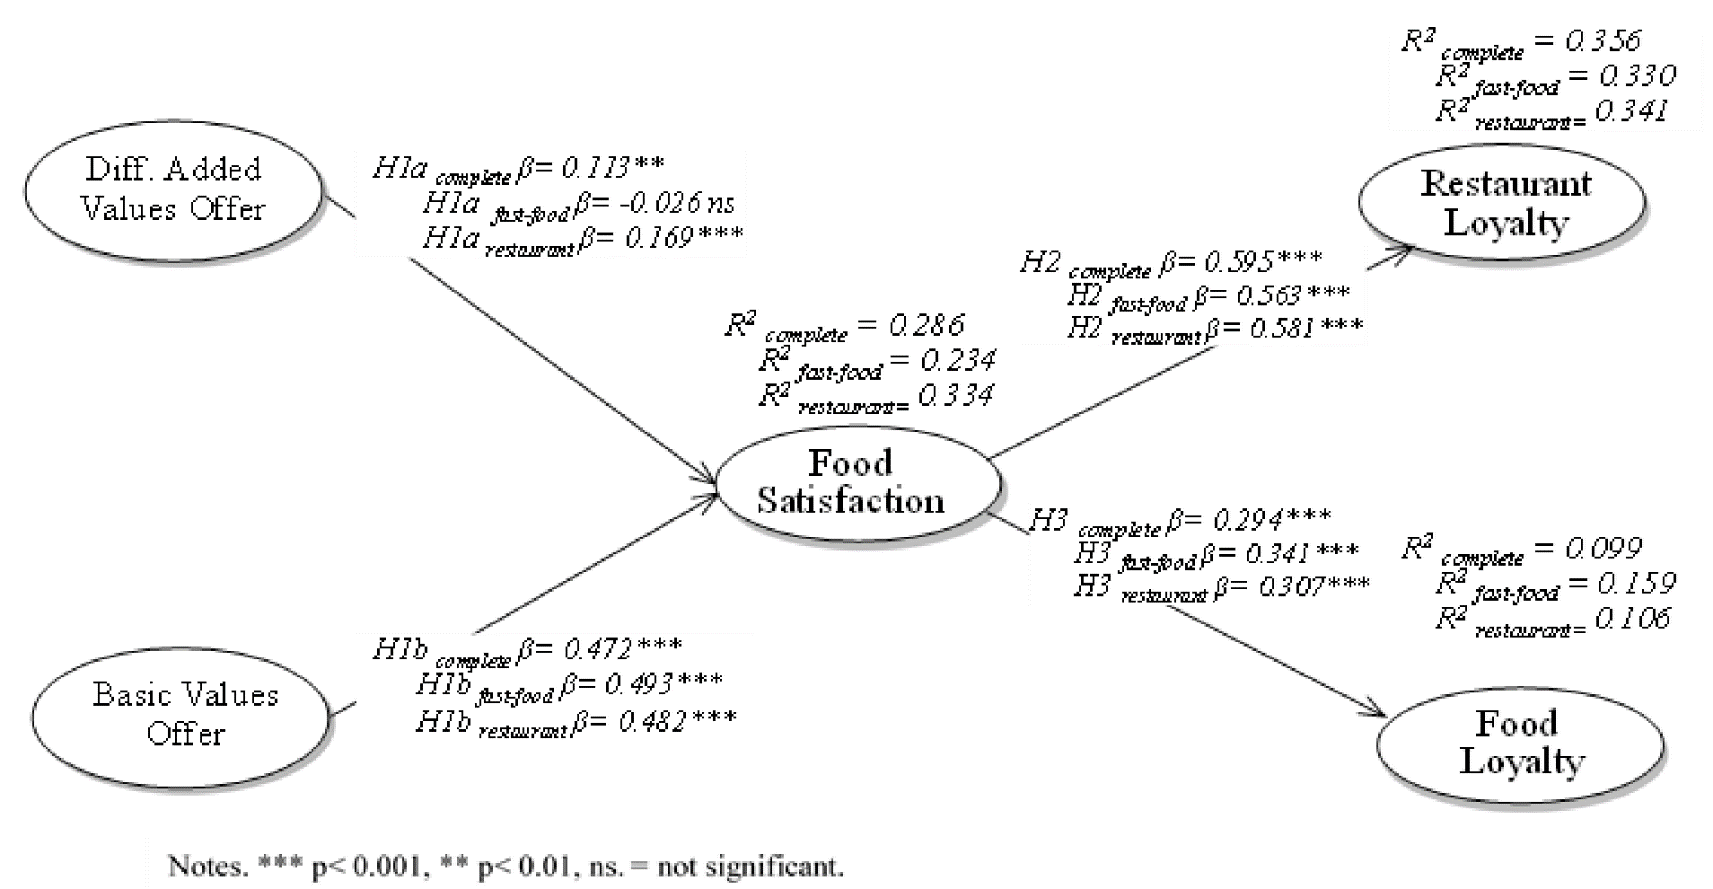 R² complete = 0.356
R² fast-food = 0.330
R² restaurant= 0.341
Diff. Added
Values Offer
H1a complete β= 0.113**
H1a fast-food β= -0.026 ns
H1a restaurant β= 0.169***
Restaurant
Loyalty
H2 complete β= 0.595***
H2 fast-food β= 0.563***
H2 restaurant β= 0.581***
R² complete = 0.286
R² fast-food = 0.234
R² restaurant= 0.334
Food
Satisfaction
H3 complete β= 0.294***
H3 fast-food β= 0.341***
H3 restaurant β= 0.307***
R² complete = 0.099
R² fast-food = 0.159
R² restaurant= 0.106
H1b complete β= 0.472***
H1b fast-food β= 0.493***
H1b restaurant β= 0.482***
Basic Values
Offer
Food
Loyalty
Notes. *** p< 0.001, ** p< 0.01, ns. = not significant.